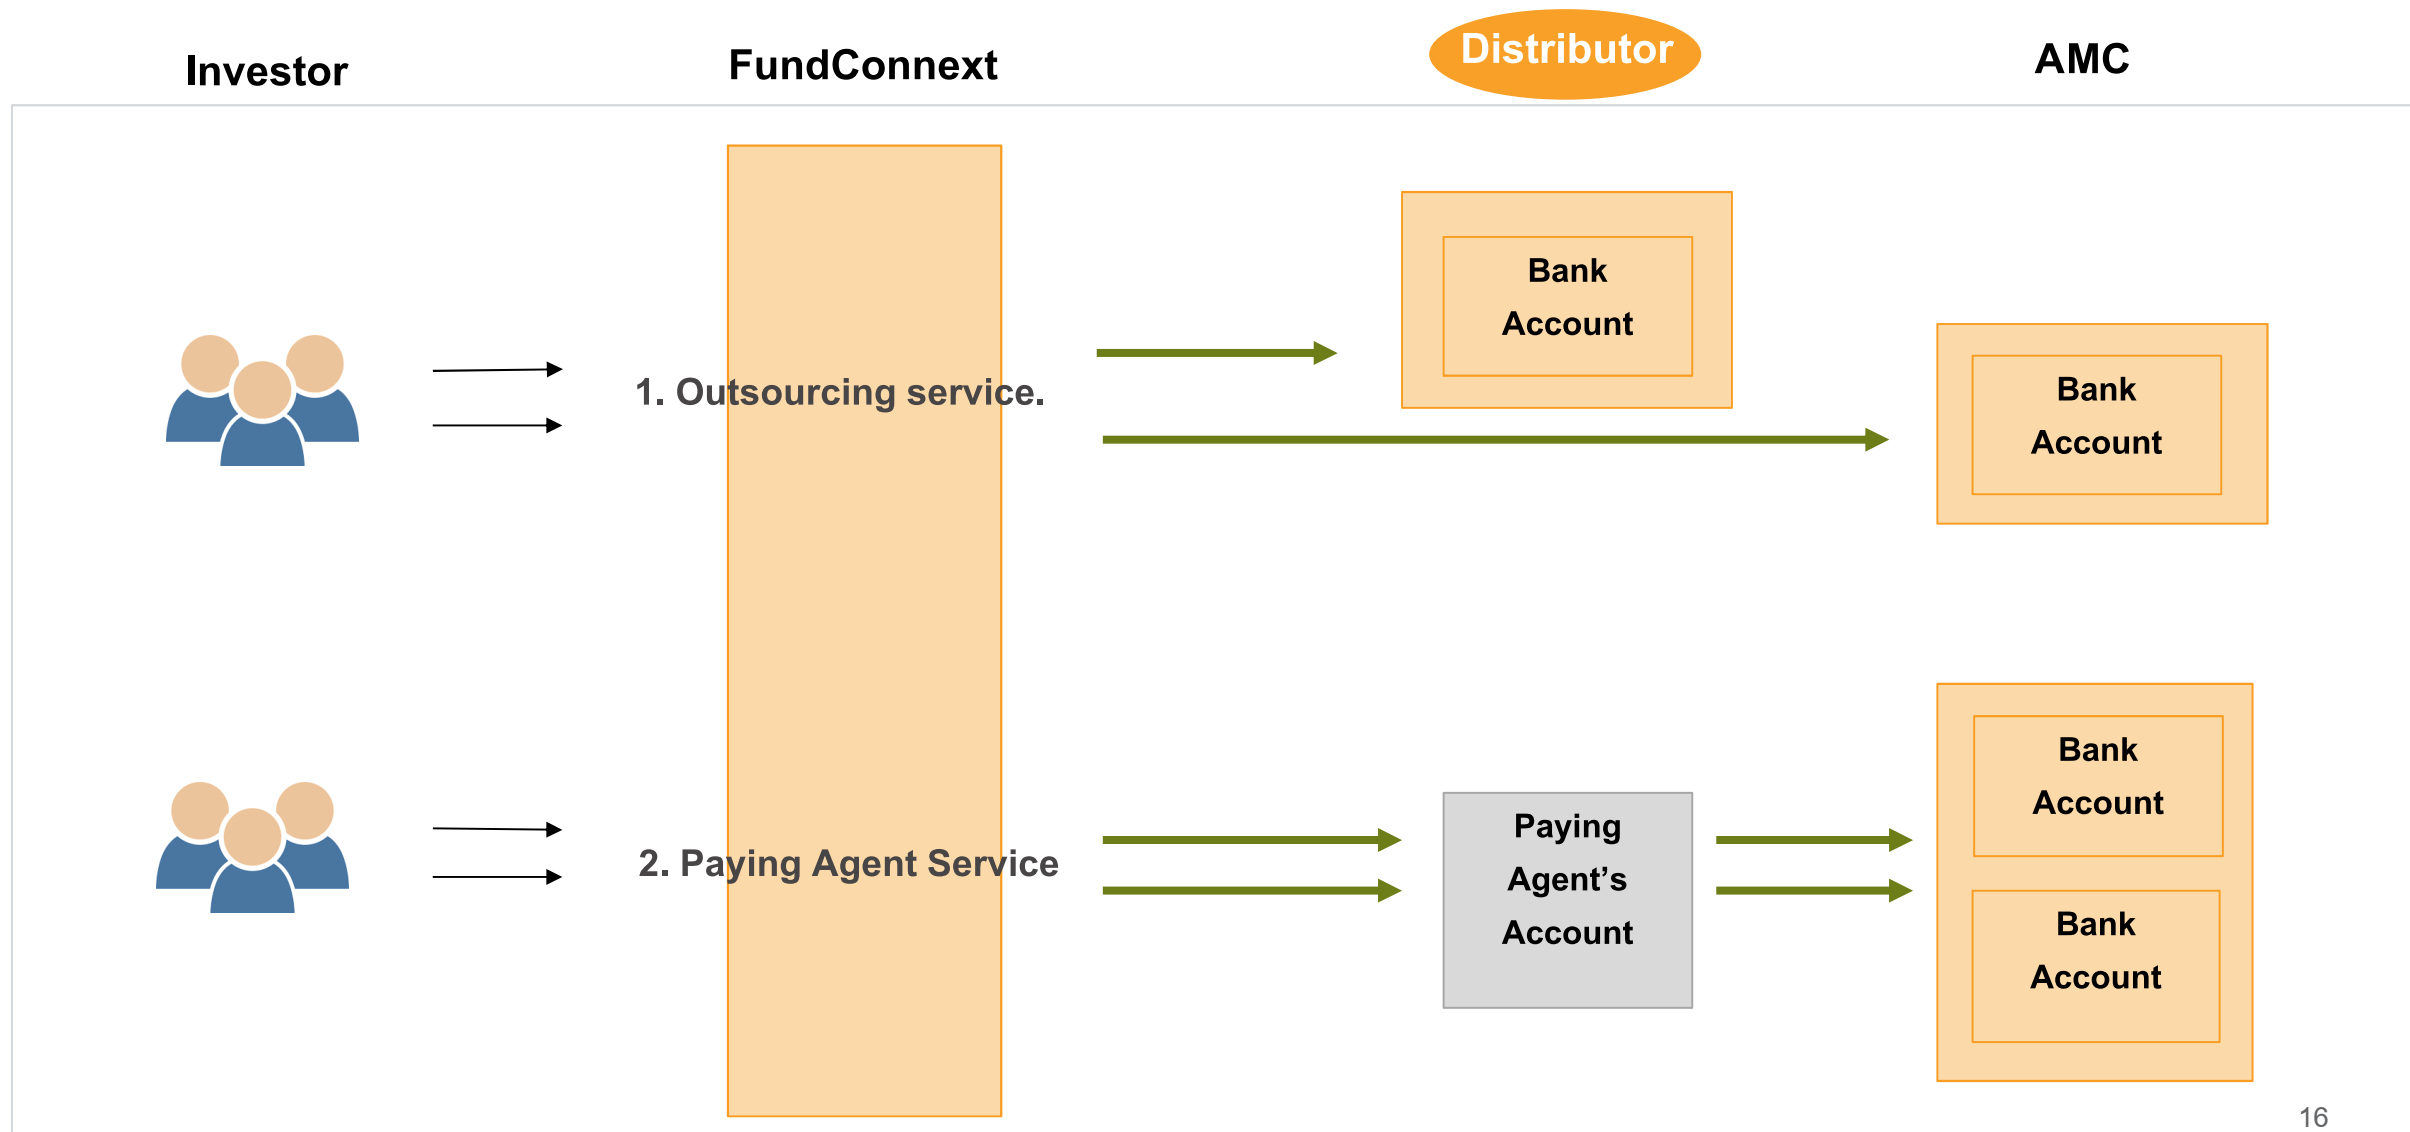 Investor
FundConnext
Distributor
AMC
Bank
Account
1. Outsourcing service.
Bank
Account
2. Paying Agent Service
Paying
Agent’s
Account
Bank
Account
Bank
Account
16